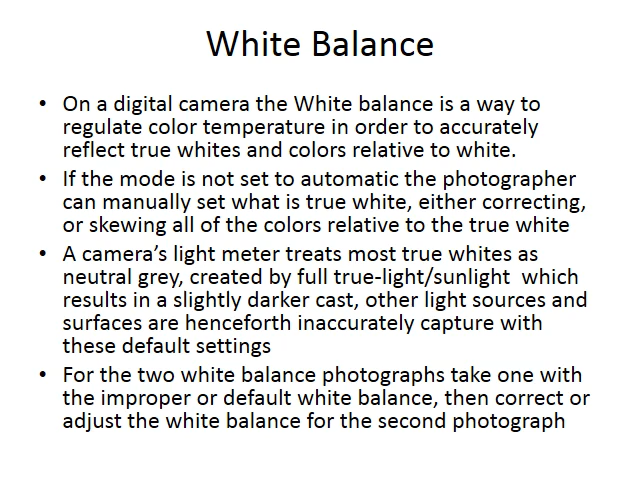 White Balance
• On a digital camera the White balance is a way to
regulate color temperature in order to accurately
reflect true whites and colors relative to white.
• If the mode is not set to automatic the photographer
can manually set what is true white, either correcting,
or skewing all of the colors relative to the true white
• A camera's light meter treats most true whites as
neutral grey, created by full true-light/sunlight  which
results in a slightly darker cast, other light sources and
surfaces are henceforth inaccurately capture with
these default settings
• For the two white balance photographs take one with
the improper or default white balance, then correct or
adjust the white balance for the second photograph